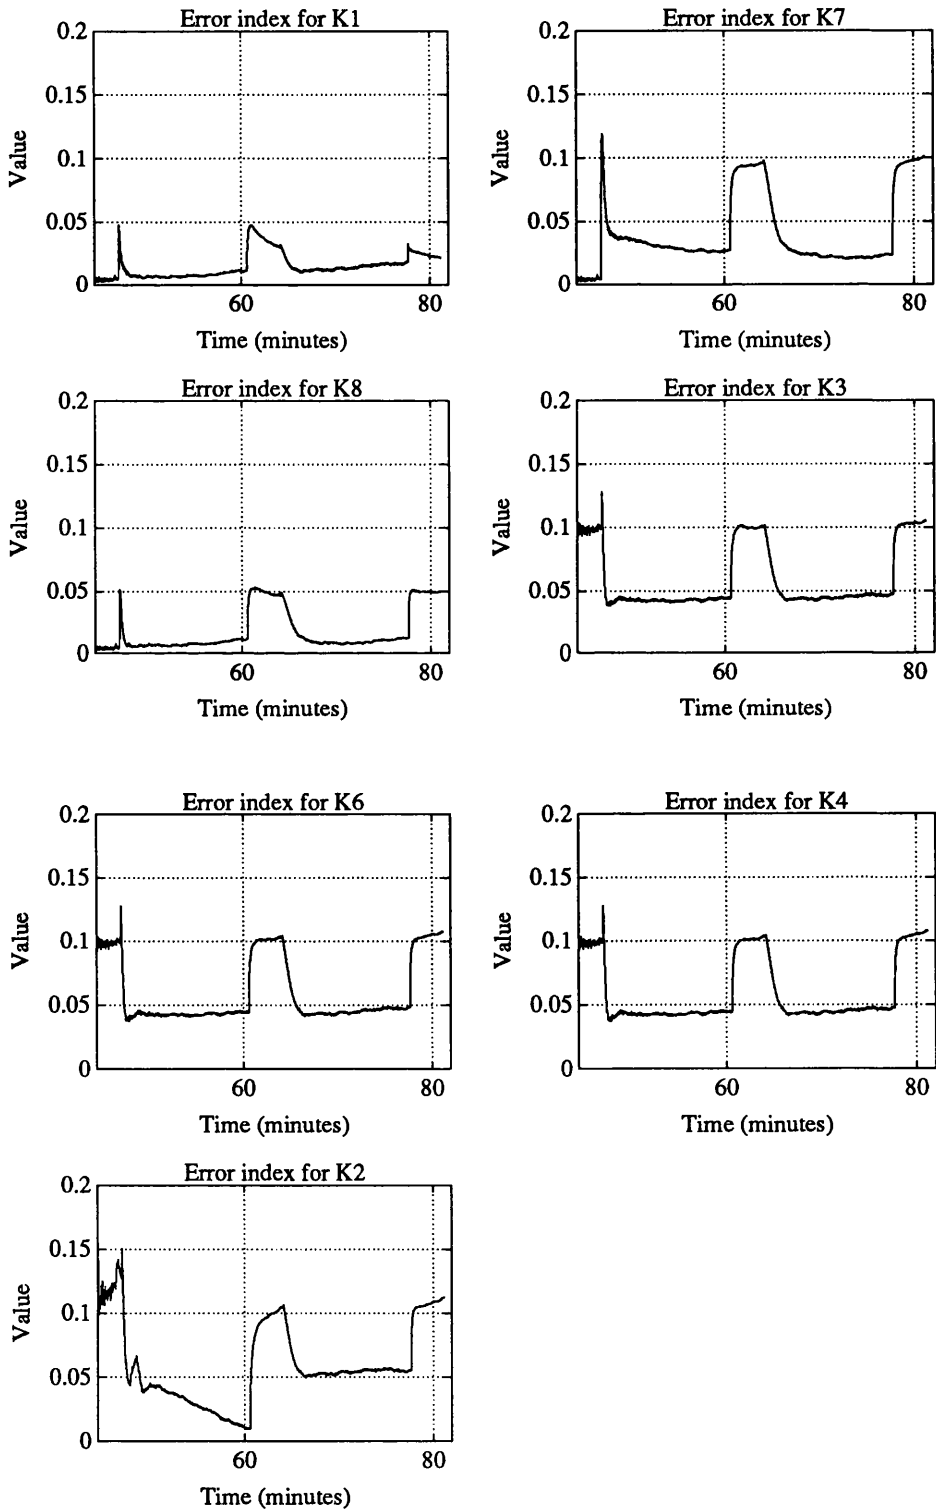 Error index for K1
0.2
0.15
0.1
0.05
0
Value
60
80
Time (minutes)
Error index for K7
0.2
0.15
0.1
0.05
0
Value
60
80
Time (minutes)
Error index for K8
0.2
0.15
0.1
0.05
0
Value
60
80
Time (minutes)
Error index for K3
0.2
0.15
0.1
0.05
0
Value
60
80
Time (minutes)
Error index for K6
0.2
0.15
0.1
0.05
0
Value
60
80
Time (minutes)
Error index for K4
0.2
0.15
0.1
0.05
0
Value
60
80
Time (minutes)
Error index for K2
0.2
0.15
0.1
0.05
0
Value
60
80
Time (minutes)